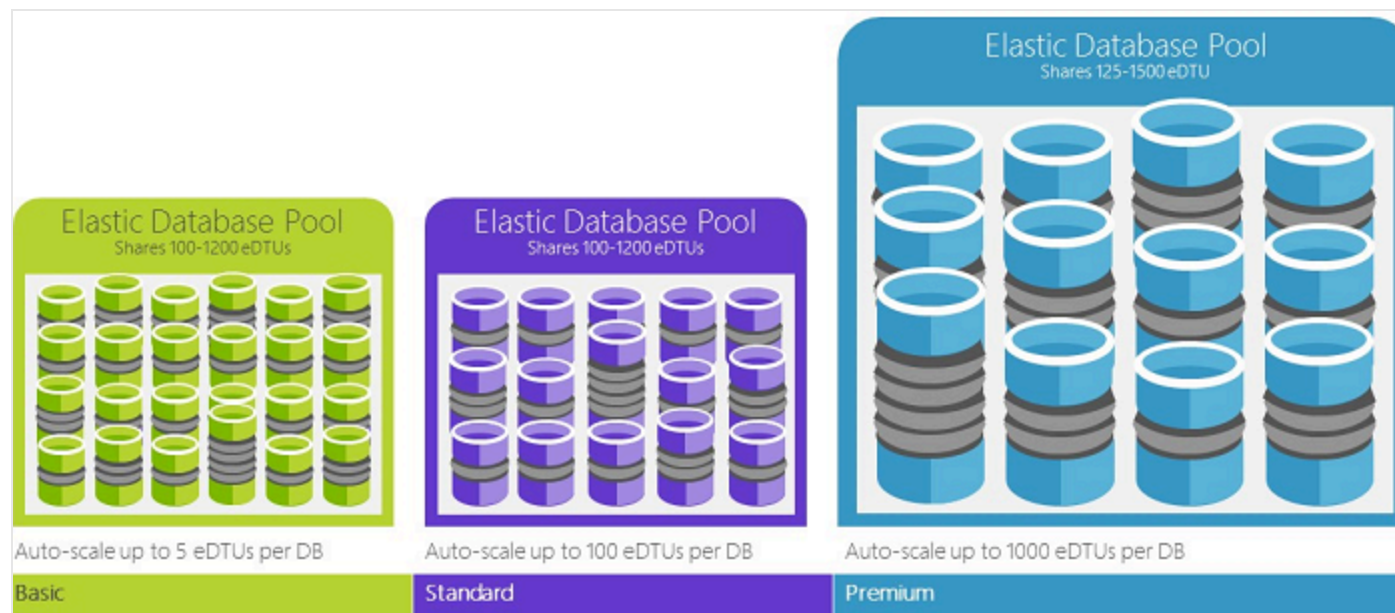 Elastic Database Pool
Shares 125-1500 eDTU
Elastic Database Pool
Shares 100-1200 eDTUs
Elastic Database Pool
Shares 100-1200 eDTUs
Auto-scale up to 5 eDTUs per DB
Auto-scale up to 100 eDTUs per DB
Auto-scale up to 1000 eDTUs per DB
Basic
Standard
Premium